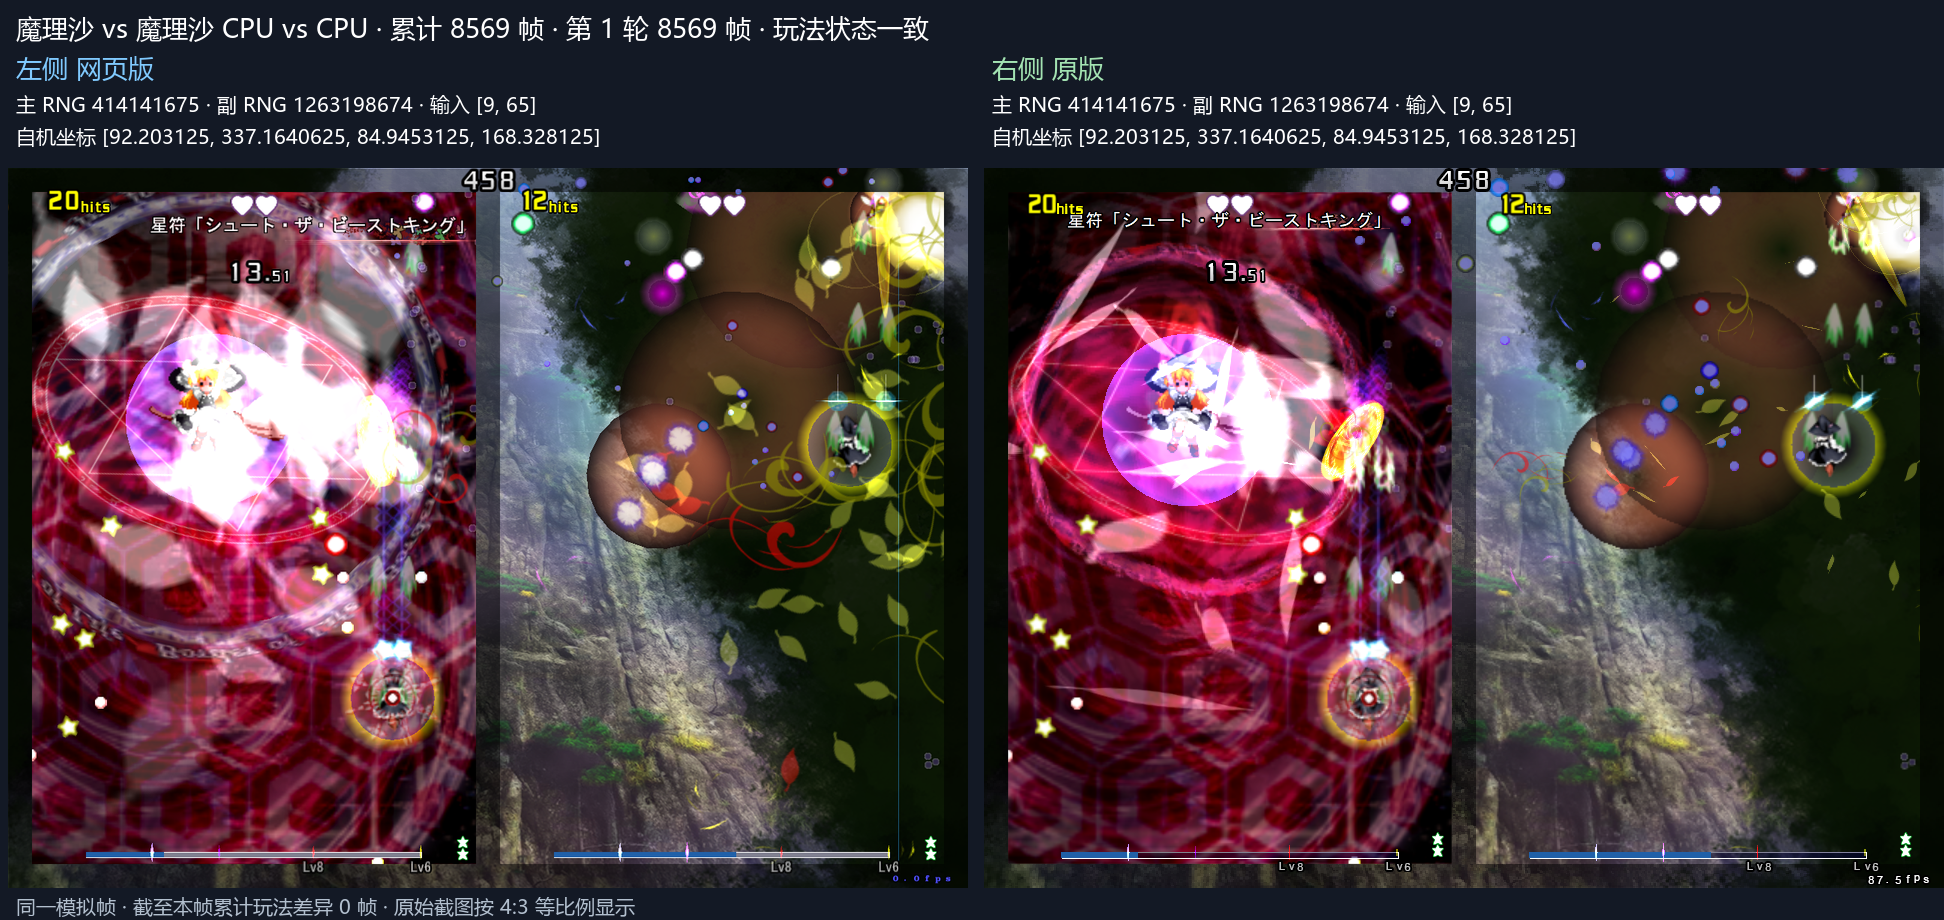 魔理沙 vs 魔理沙 CPU vs CPU · 累计 8569 帧 · 第 1 轮 8569 帧 · 玩法状态一致
左侧 网页版
主 RNG 414141675 · 副 RNG 1263198674 · 输入 [9, 65]
自机坐标 [92.203125, 337.1640625, 84.9453125, 168.328125]
右侧 原版
主 RNG 414141675 · 副 RNG 1263198674 · 输入 [9, 65]
自机坐标 [92.203125, 337.1640625, 84.9453125, 168.328125]
458
20hits
12hits
星符「シュート・ザ・ビーストキング」
13.51
Lv8
Lv6
Lv8
Lv6
0.0fps
458
20hits
12hits
星符「シュート・ザ・ビーストキング」
13.51
Lv8
Lv6
Lv8
Lv6
87.5fps
同一模拟帧 · 截至本帧累计玩法差异 0 帧 · 原始截图按 4:3 等比例显示